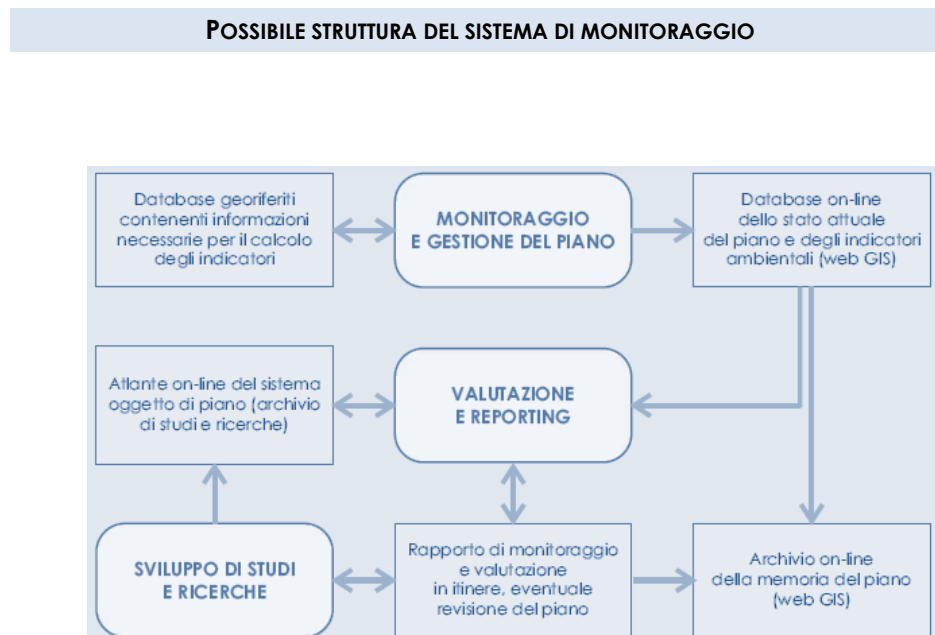 POSSIBILE STRUTTURA DEL SISTEMA DI MONITORAGGIO
Database georiferiti
contenenti informazioni
necessarie per il calcolo
degli indicatori
MONITORAGGIO
E GESTIONE DEL PIANO
Database on-line
dello stato attuale
del piano e degli indicatori
ambientali (web GIS)
Atlante on-line del sistema
oggetto di piano (archivio
di studi e ricerche)
VALUTAZIONE
E REPORTING
SVILUPPO DI STUDI
E RICERCHE
Rapporto di monitoraggio
e valutazione
in itinere, eventuale
revisione del piano
Archivio on-line
della memoria del piano
(web GIS)